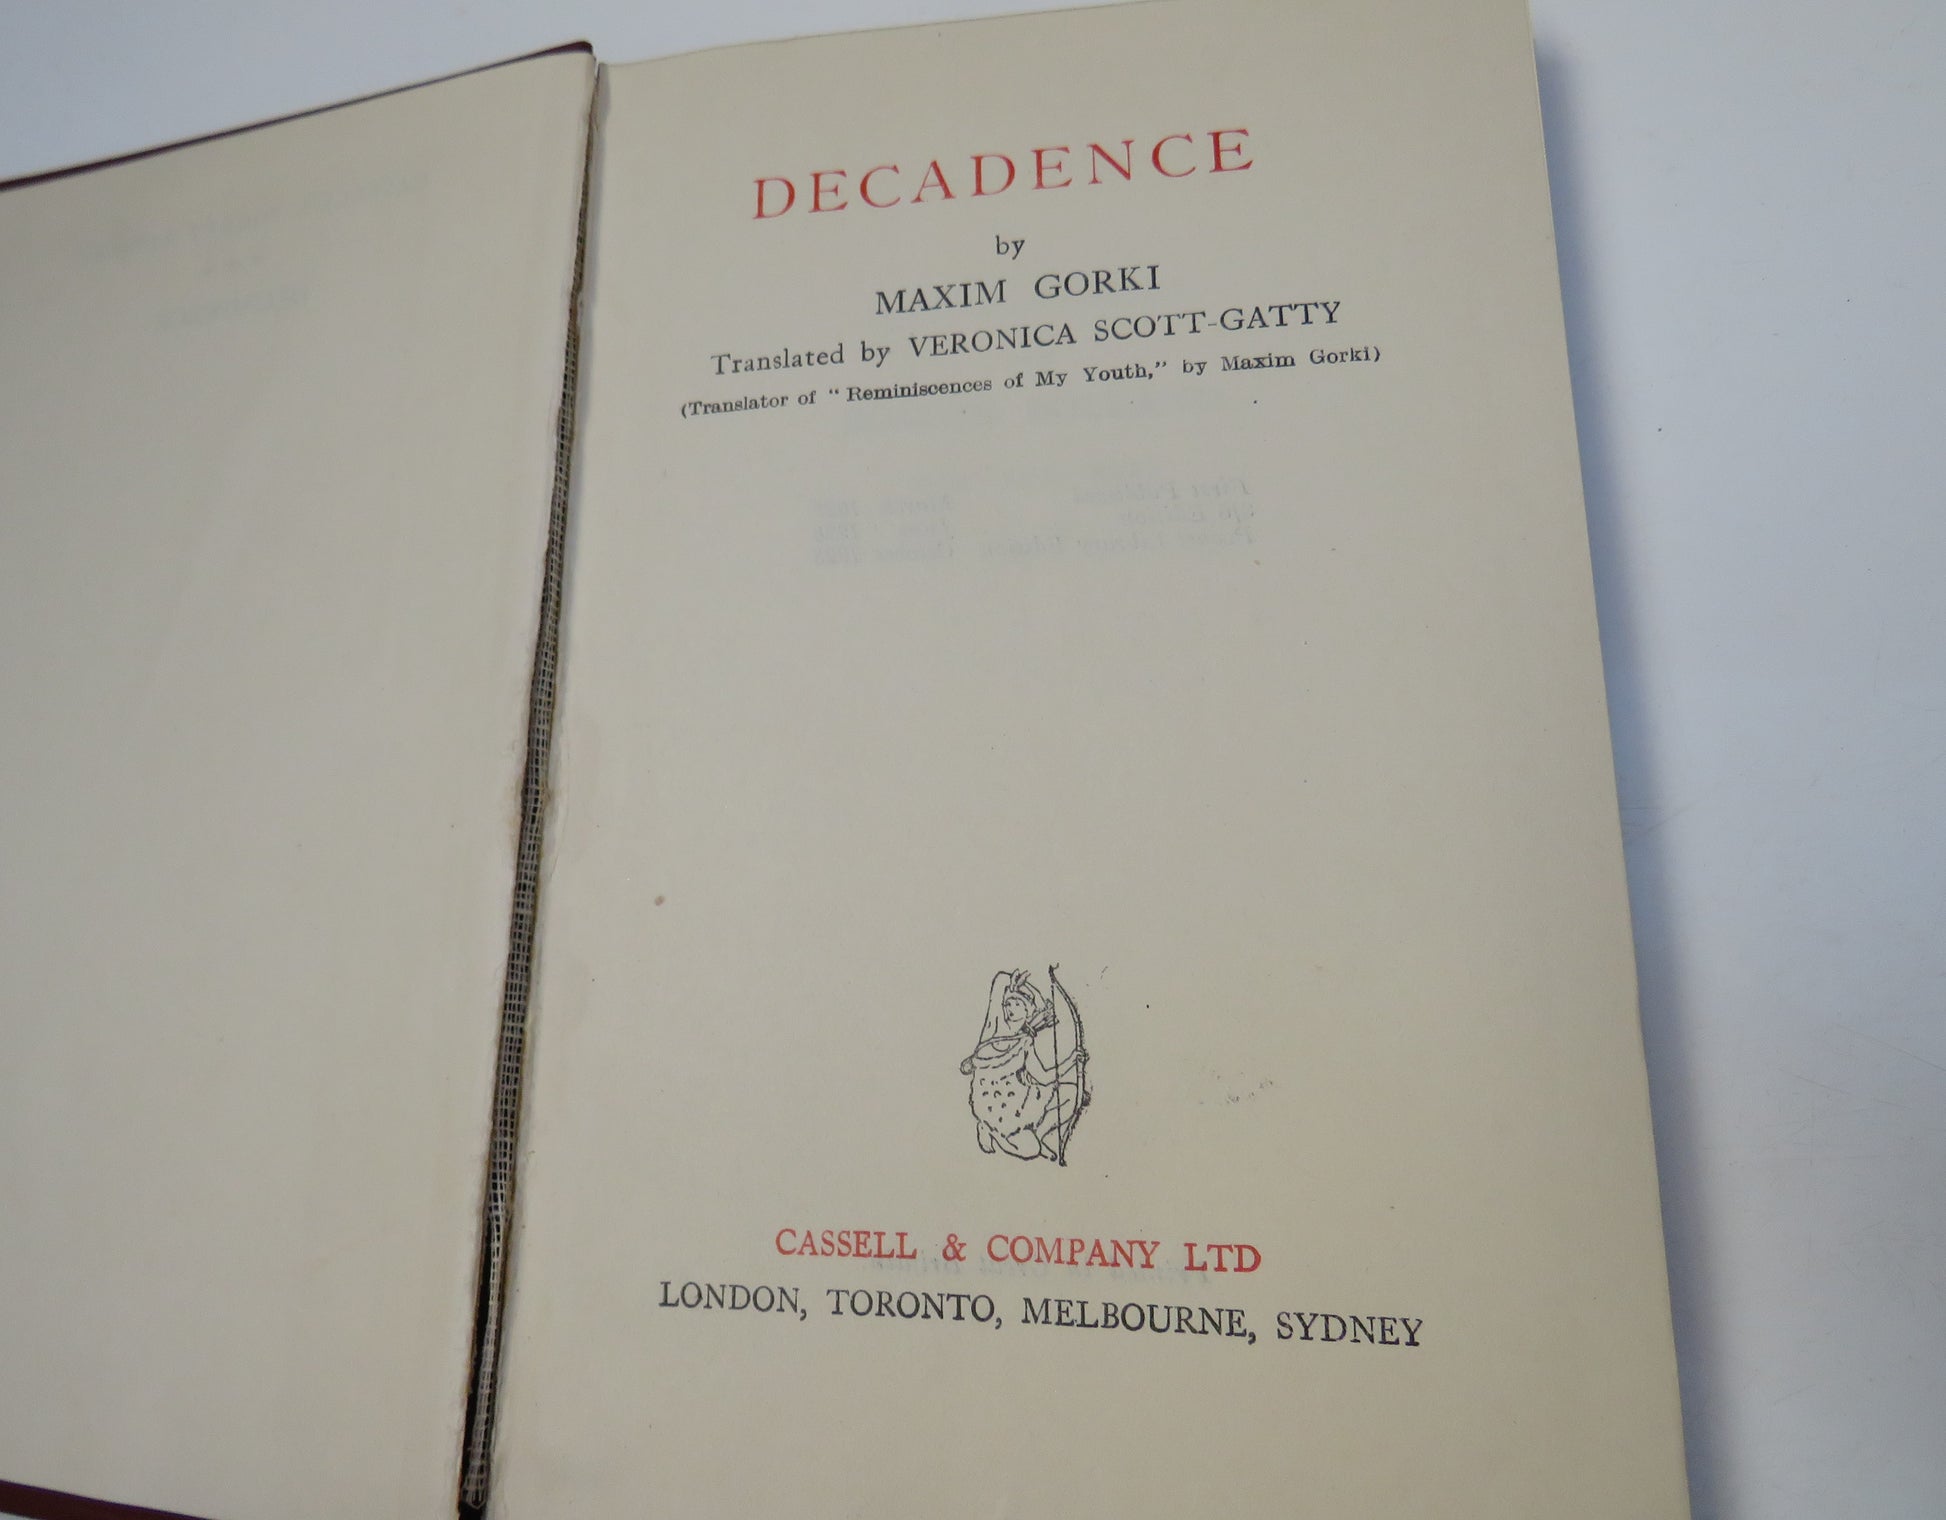 DECADENCE
by
MAXIM GORKI
Translated by VERONICA SCOTT-GATTY
(Translator of “Reminiscences of My Youth,” by Maxim Gorki)
CASSELL & COMPANY LTD
LONDON, TORONTO, MELBOURNE, SYDNEY